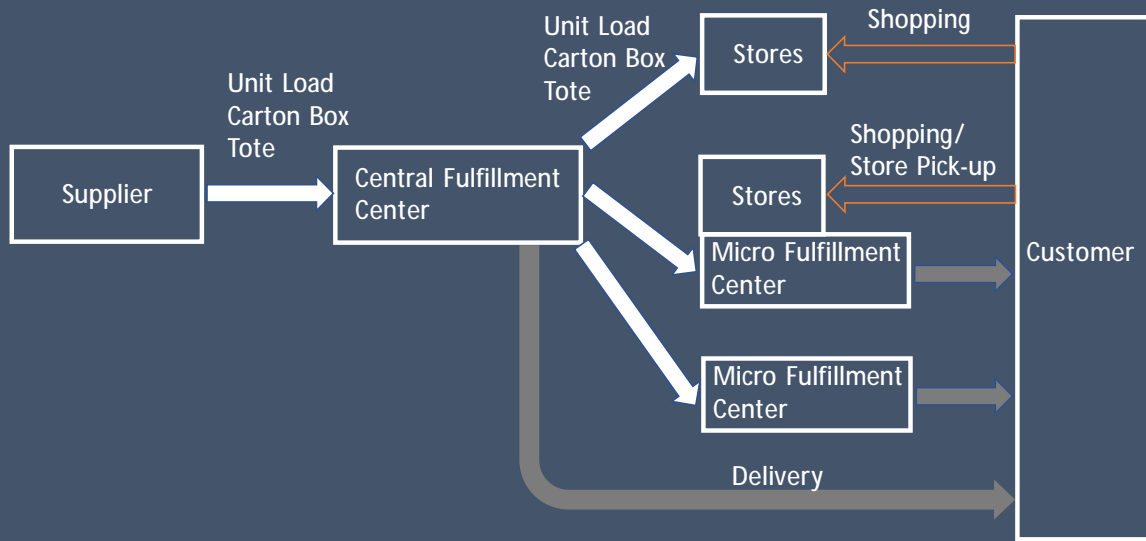 Shopping
Unit Load
Carton Box
Tote
Stores
Unit Load
Carton Box
Tote
Shopping/
Store Pick-up
Supplier
Central Fulfillment
Center
Stores
Micro Fulfillment
Center
Customer
Micro Fulfillment
Center
Delivery